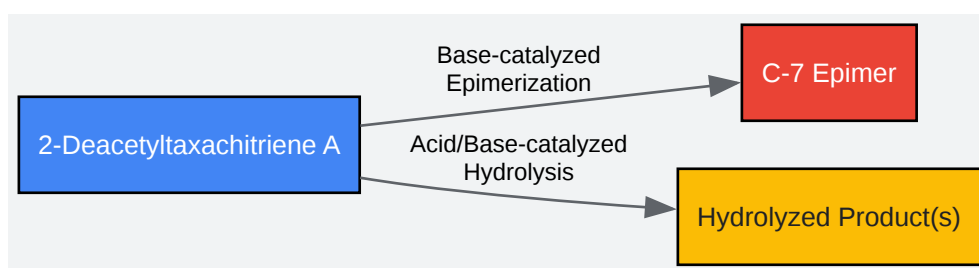 Base-catalyzed
Epimerization
C-7 Epimer
2-Deacetyltaxachitriene A
Acid/Base-catalyzed
Hydrolysis
Hydrolyzed Product(s)